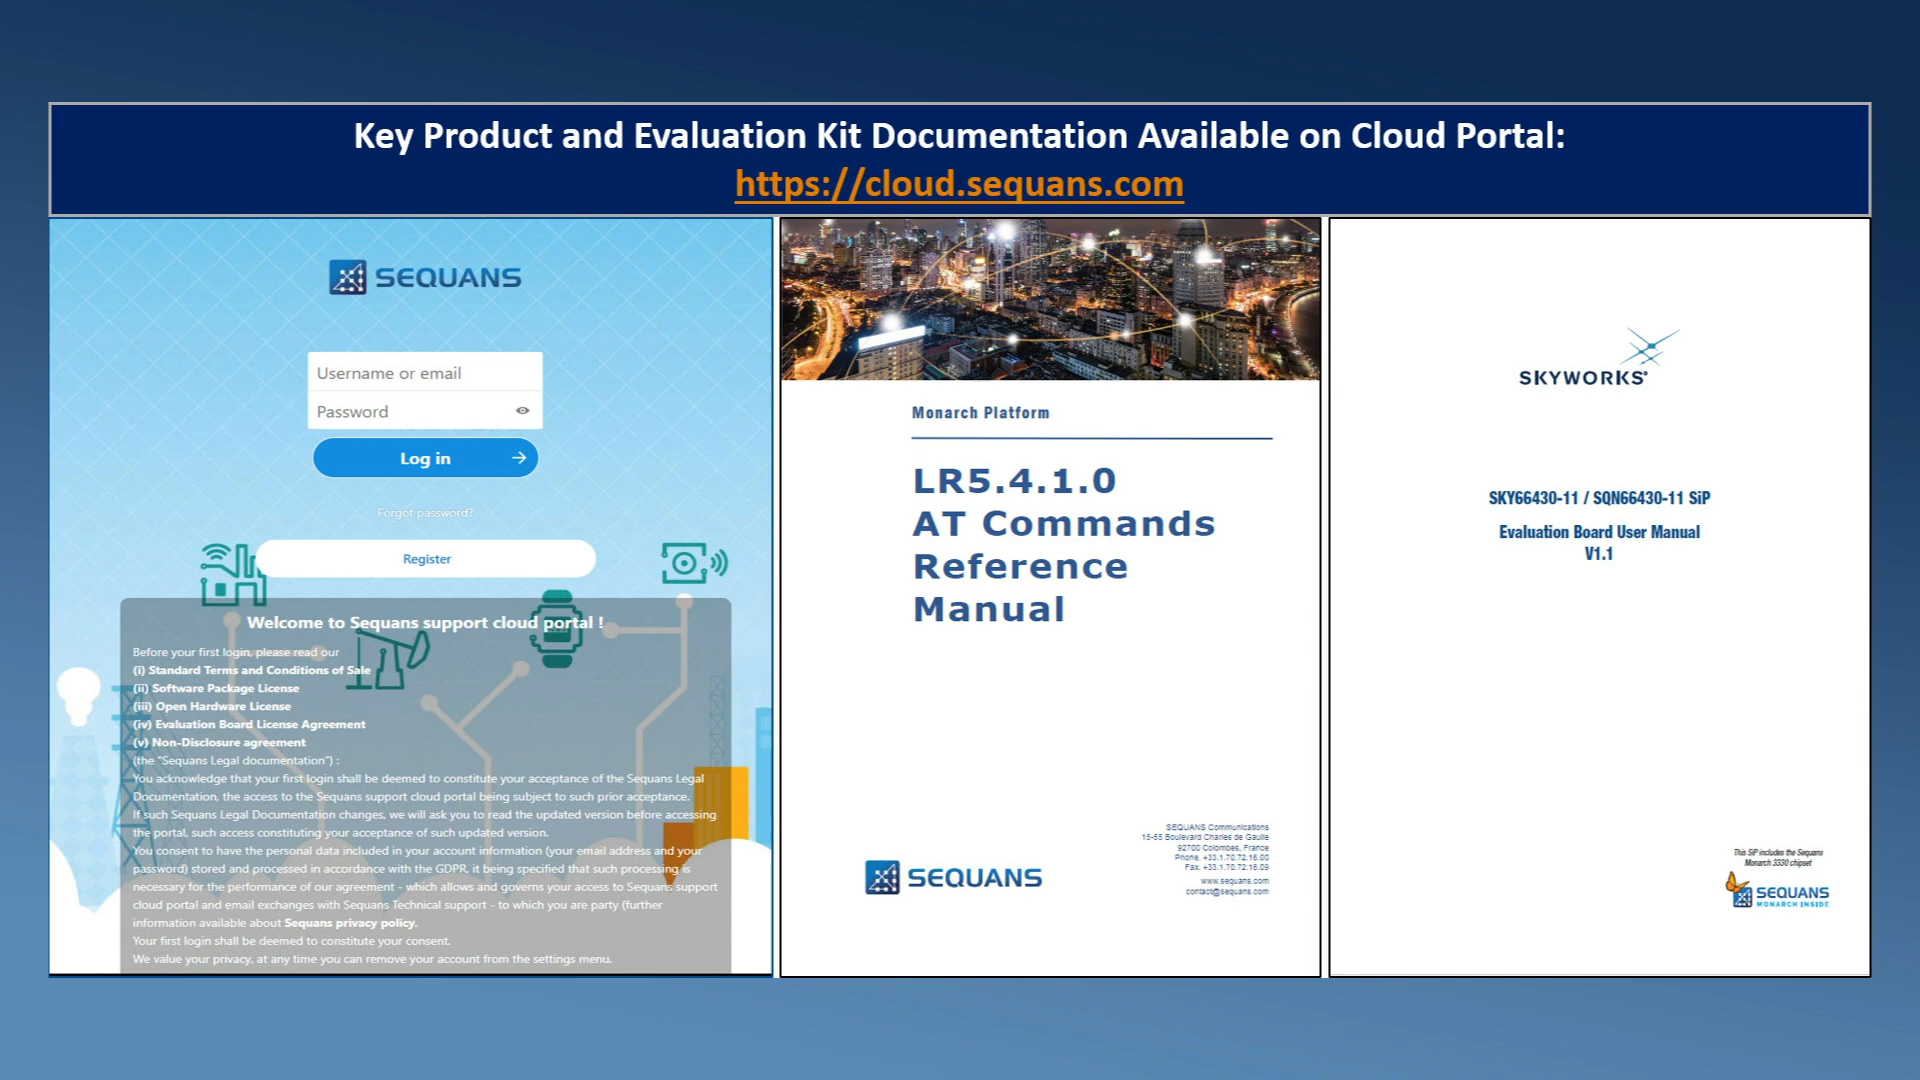 Key Product and Evaluation Kit Documentation Available on Cloud Portal:
https://cloud.sequans.com
SEQUANS
Username or email
Password
Log in
Forgot password?
Register
Welcome to Sequans support cloud portal !
Before your first login, please read our
(i) Standard Terms and Conditions of Sale
(ii) Software Package License
(iii) Open Hardware License
(iv) Evaluation Board License Agreement
(v) Non-Disclosure agreement
(the "Sequans Legal documentation") :
You acknowledge that your first login shall be deemed to constitute your acceptance of the Sequans Legal
Documentation, the access to the Sequans support cloud portal being subject to such prior acceptance.
If such Sequans Legal Documentation changes, we will ask you to read the updated version before accessing
the portal, such access constituting your acceptance of such updated version.
You consent to have the personal data included in your account information (your email address and your
password) stored and processed in accordance with the GDPR, it being specified that such processing is
necessary for the performance of our agreement - which allows and governs your access to Sequans support
cloud portal and email exchanges with Sequans Technical support - to which you are party (further
information available about Sequans privacy policy.
Your first login shall be deemed to constitute your consent.
We value your privacy, at any time you can remove your account from the settings menu.
Monarch Platform
LR5.4.1.0
AT Commands
Reference
Manual
SEQUANS Communications
15-55 Boulevard Charles de Gaulle
92700 Colombes, France
Phone. +33.1.70.72.16.00
Fax. +33.1.70.72.16.09
www.sequans.com
contact@sequans.com
SEQUANS
SKYWORKS®
SKY66430-11 / SQN66430-11 SiP
Evaluation Board User Manual
V1.1
This SiP includes the Sequans
Monarch 3330 chipset
SEQUANS
MONARCH INSIDE